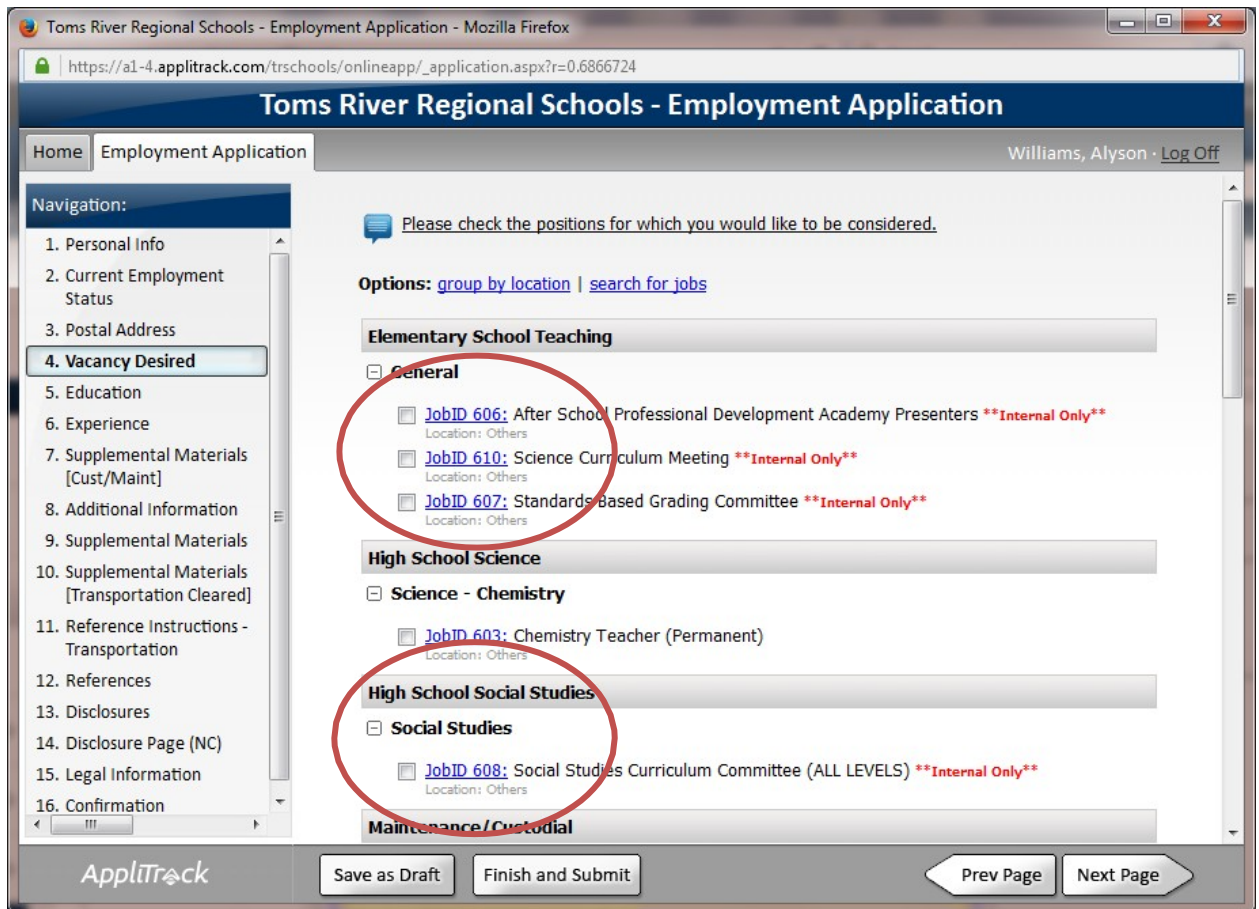 Toms River Regional Schools - Employment Application - Mozilla Firefox
https://a1-4.applitrack.com/trschools/onlineapp/_application.aspx?r=0.6866724
Toms River Regional Schools - Employment Application
Home
Employment Application
Williams, Alyson · Log Off
Navigation:
1. Personal Info
2. Current Employment
Status
3. Postal Address
4. Vacancy Desired
5. Education
6. Experience
7. Supplemental Materials
[Cust/Maint]
8. Additional Information
9. Supplemental Materials
10. Supplemental Materials
[Transportation Cleared]
11. Reference Instructions -
Transportation
12. References
13. Disclosures
14. Disclosure Page (NC)
15. Legal Information
16. Confirmation
Please check the positions for which you would like to be considered.
Options: group by location | search for jobs
Elementary School Teaching
General
JobID 606: After School Professional Development Academy Presenters **Internal Only**
Location: Others
JobID 610: Science Curriculum Meeting **Internal Only**
Location: Others
JobID 607: Standards Based Grading Committee **Internal Only**
Location: Others
High School Science
Science - Chemistry
JobID 603: Chemistry Teacher (Permanent)
Location: Others
High School Social Studies
Social Studies
JobID 608: Social Studies Curriculum Committee (ALL LEVELS) **Internal Only**
Location: Others
Maintenance/Custodial
AppliTrack
Save as Draft
Finish and Submit
Prev Page
Next Page